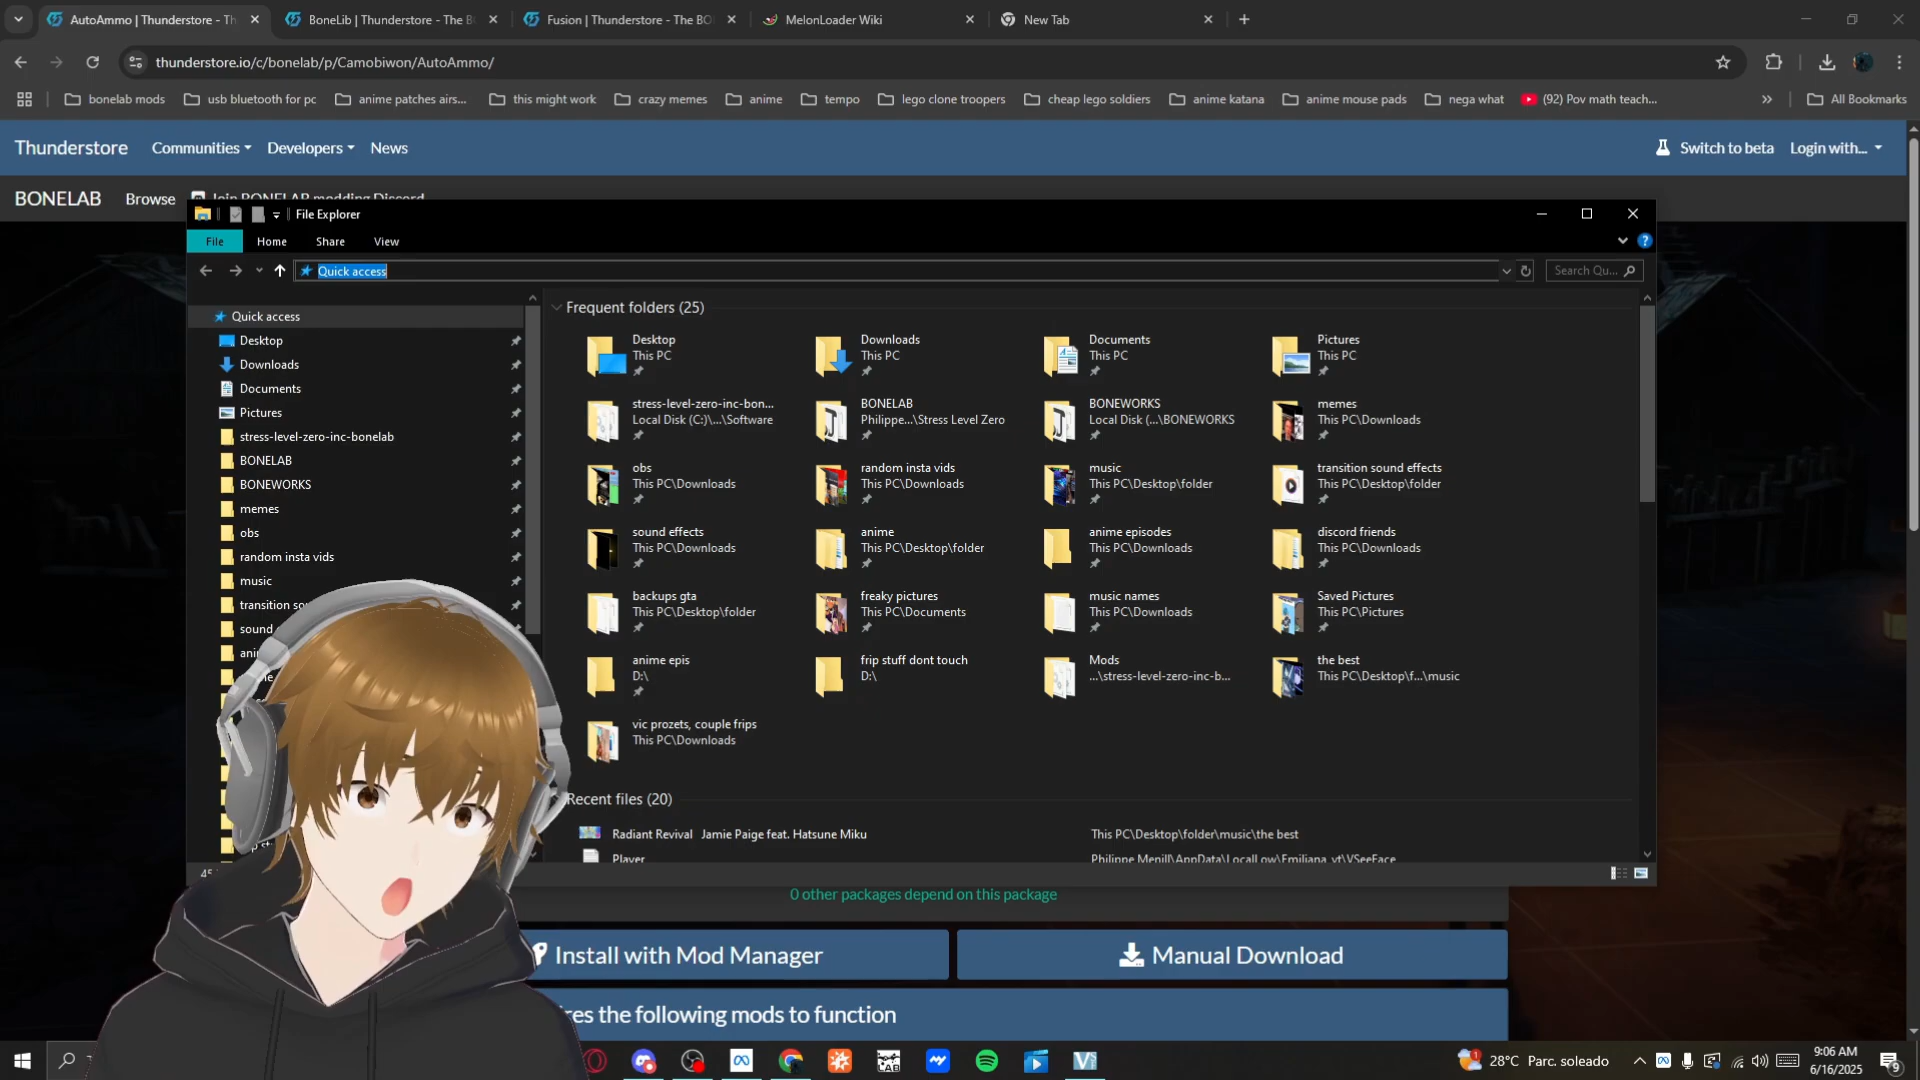 AutoAmmo | Thunderstore - Th
BoneLib | Thunderstore - The B
Fusion | Thunderstore - The BO
MelonLoader Wiki
New Tab
thunderstore.io/c/bonelab/p/Camobiwon/AutoAmmo/
bonelab mods
usb bluetooth for pc
anime patches airs...
this might work
crazy memes
anime
tempo
lego clone troopers
cheap lego soldiers
anime katana
anime mouse pads
nega what
(92) Pov math teach...
All Bookmarks
Thunderstore
Communities
Developers
News
Switch to beta
Login with...
BONELAB
Browse
Join BONELAB modding Discord
File Explorer
File
Home
Share
View
Quick access
Search Qu...
Quick access
Desktop
Downloads
Documents
Pictures
stress-level-zero-inc-bonelab
BONELAB
BONEWORKS
memes
obs
random insta vids
music
transition so
sound
Frequent folders (25)
Desktop
This PC
Downloads
This PC
Documents
This PC
Pictures
This PC
stress-level-zero-inc-bon...
Local Disk (C:)\...\Software
BONELAB
Philippe...\Stress Level Zero
BONEWORKS
Local Disk (...\BONEWORKS
memes
This PC\Downloads
obs
This PC\Downloads
random insta vids
This PC\Downloads
music
This PC\Desktop\folder
transition sound effects
This PC\Desktop\folder
sound effects
This PC\Downloads
anime
This PC\Desktop\folder
anime episodes
This PC\Downloads
discord friends
This PC\Downloads
backups gta
This PC\Desktop\folder
freaky pictures
This PC\Documents
music names
This PC\Downloads
Saved Pictures
This PC\Pictures
anime epis
D:\
frip stuff dont touch
D:\
Mods
...\stress-level-zero-inc-b...
the best
This PC\Desktop\f...\music
vic prozets, couple frips
This PC\Downloads
Recent files (20)
Radiant Revival Jamie Paige feat. Hatsune Miku
This PC\Desktop\folder\music\the best
Player
Philippe Menill\AppData\LocalLow\Emiliana_vt\VSeeFace
0 other packages depend on this package
Install with Mod Manager
Manual Download
res the following mods to function
28°C Parc. soleado
9:06 AM
6/16/2025